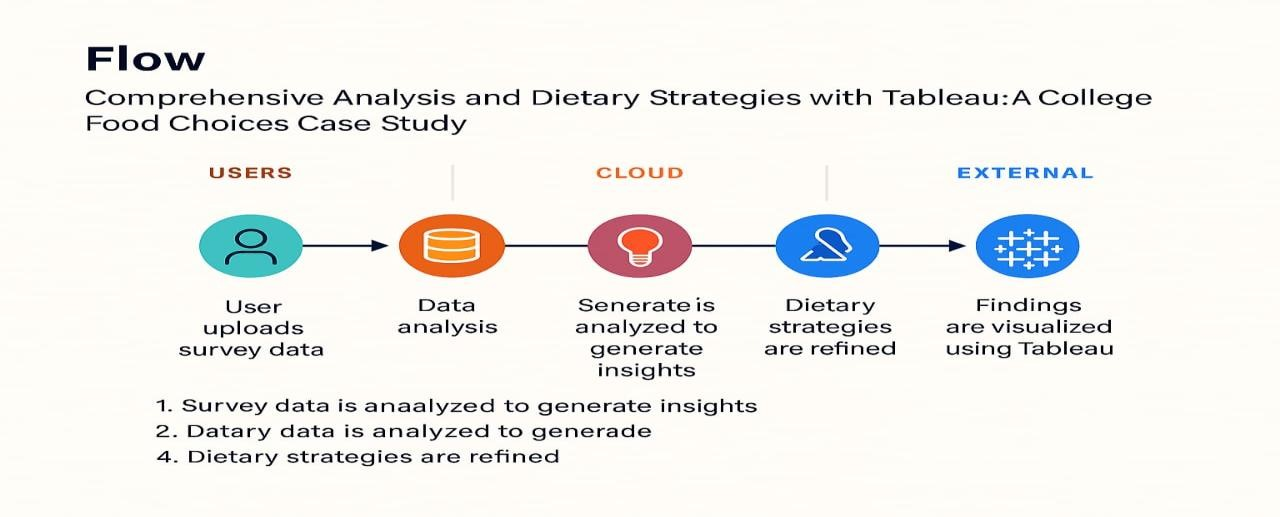 Flow
Comprehensive Analysis and Dietary Strategies with Tableau: A College
Food Choices Case Study
USERS
CLOUD
EXTERNAL
User
uploads
survey data
Data
analysis
Senerate is
analyzed to
generate
insights
Dietary
strategies
are refined
Findings
are visualized
using Tableau
1. Survey data is anaalyzed to generate insights
2. Datary data is analyzed to generade
4. Dietary strategies are refined